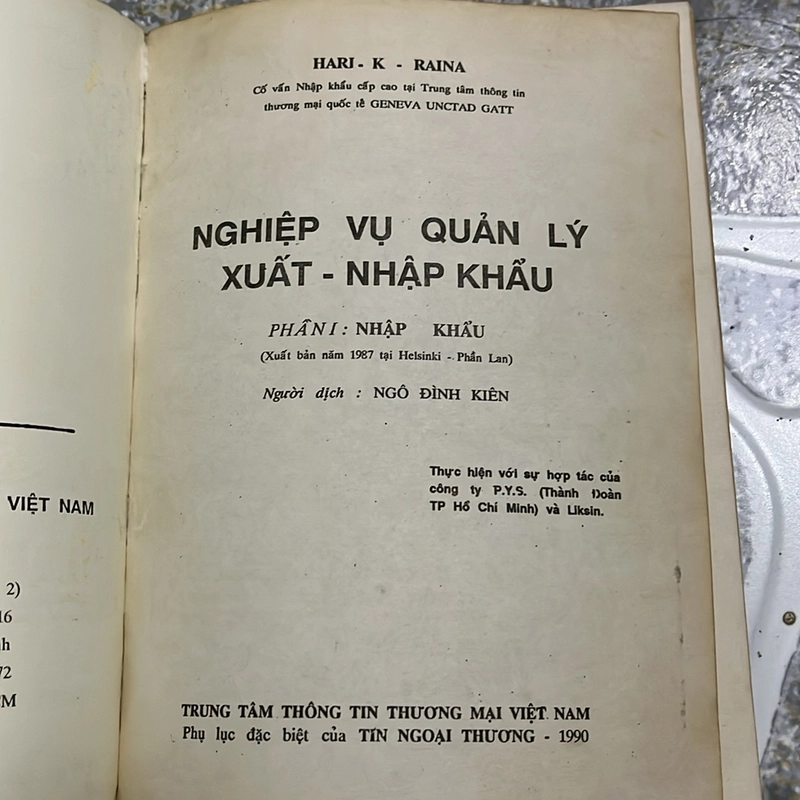 VIỆT NAM
2)
16
nh
72
CM
HARI - K - RAINA
Cố vấn Nhập khẩu cấp cao tại Trung tâm thông tin
thương mại quốc tế GENEVA UNCTAD GATT
NGHIỆP VỤ QUẢN LÝ
XUẤT - NHẬP KHẨU
PHẦN I : NHẬP KHẨU
(Xuất bản năm 1987 tại Helsinki - Phần Lan)
Người dịch : NGÔ ĐÌNH KIÊN
Thực hiện với sự hợp tác của
công ty P.Y.S. (Thành Đoàn
TP Hồ Chí Minh) và Liksin.
TRUNG TÂM THÔNG TIN THƯƠNG MẠI VIỆT NAM
Phụ lục đặc biệt của TÍN NGOẠI THƯƠNG - 1990